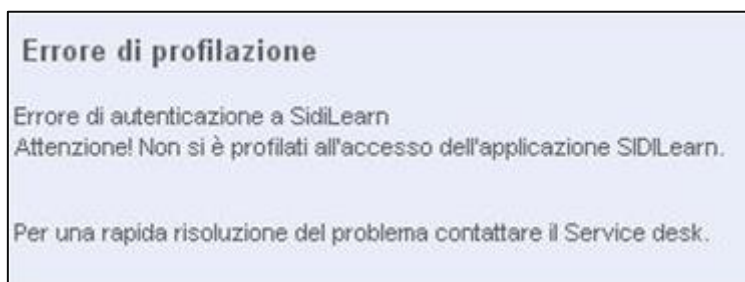 Errore di profilazione
Errore di autenticazione a SidiLearn
Attenzione! Non si è profilati all'accesso dell'applicazione SIDILearn.
Per una rapida risoluzione del problema contattare il Service desk.